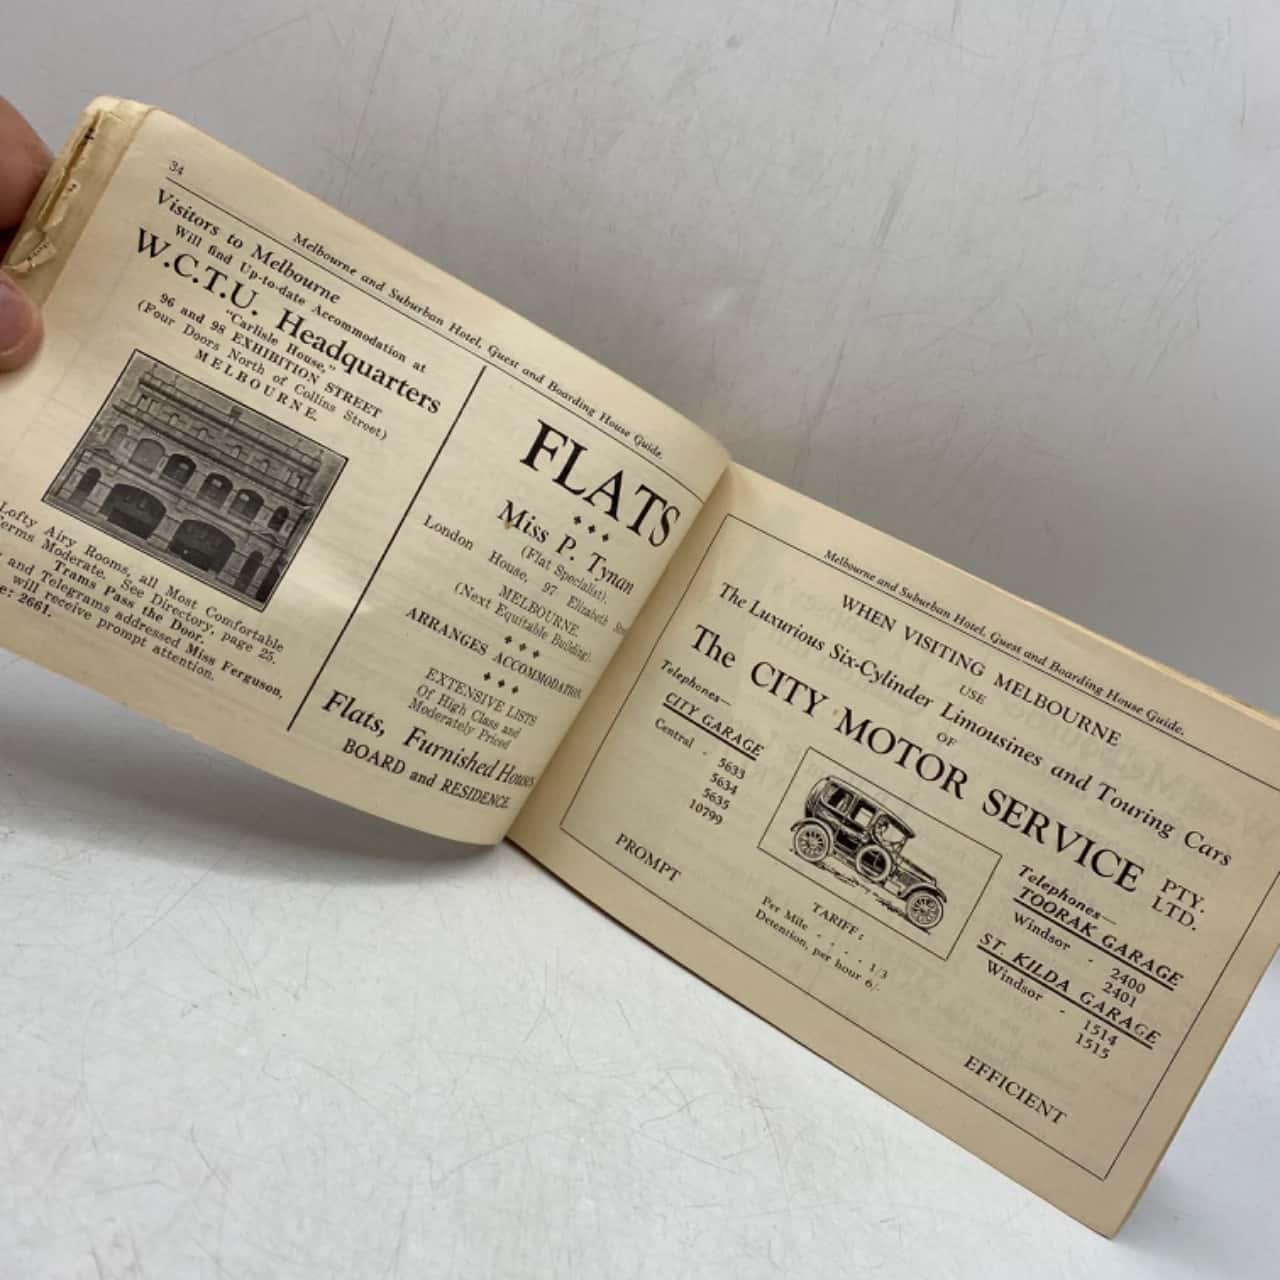 34
Melbourne and Suburban Hotel, Guest and Boarding House Guide.
Visitors to Melbourne
Will find Up-to-date Accommodation at
W.C.T.U. Headquarters
"Carlisle House,"
96 and 98 EXHIBITION STREET
(Four Doors North of Collins Street)
MELBOURNE.
Lofty Airy Rooms, all Most Comfortable
Terms Moderate. See Directory, page 25.
Trams Pass the Door.
and Telegrams addressed Miss Ferguson,
will receive prompt attention.
2661.
FLATS
Miss P. Tynan
(Flat Specialist).
London House, 97 Elizabeth
MELBOURNE.
(Next Equitable Building).
ARRANGES ACCOMMODATION.
EXTENSIVE LISTS
Of High Class and
Moderately Priced
Flats, Furnished Houses
BOARD and RESIDENCE.
Melbourne and Suburban Hotel, Guest and Boarding House Guide.
WHEN VISITING MELBOURNE
USE
The Luxurious Six-Cylinder Limousines and Touring Cars
OF
The CITY MOTOR SERVICE PTY. LTD.
Telephones—
CITY GARAGE
Central - 5633
5634
5635
10799
TARIFF:
Per Mile . . . . 1/3
Detention, per hour 6/-
Telephones—
TOORAK GARAGE
Windsor - 2400
2401
ST. KILDA GARAGE
Windsor - 1514
1515
PROMPT
EFFICIENT